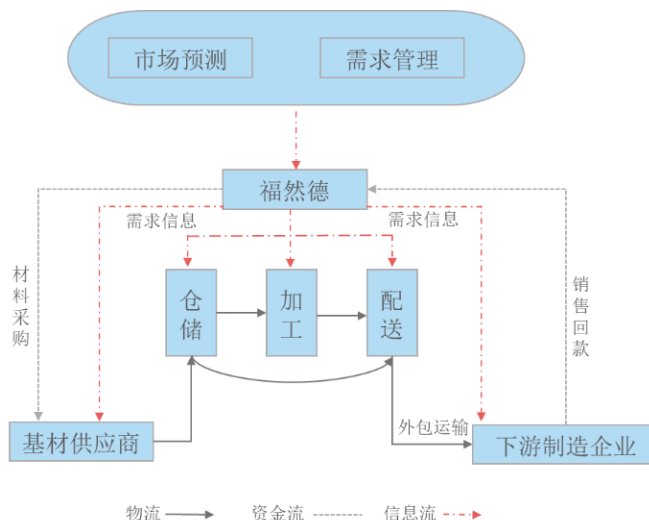 市场预测
需求管理
福然德
需求信息
需求信息
材料采购
仓储
加工
配送
销售回款
外包运输
基材供应商
下游制造企业
物流
资金流
信息流